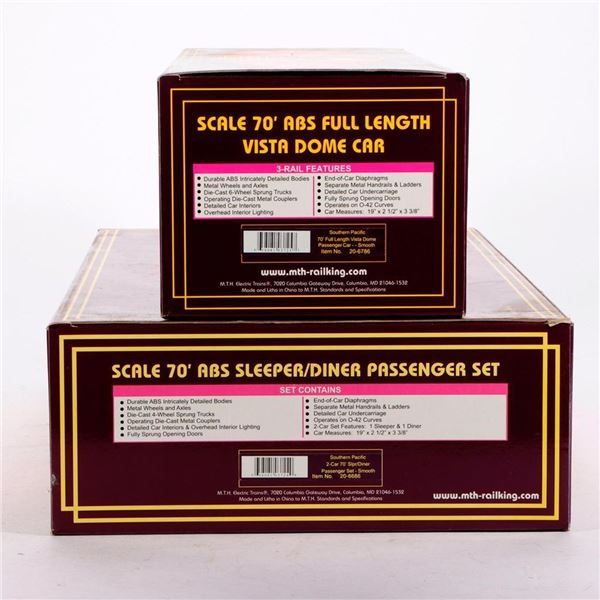 SCALE 70' ABS FULL LENGTH
VISTA DOME CAR
3-RAIL FEATURES
• Durable ABS Intricately Detailed Bodies
• Metal Wheels and Axles
• Die-Cast 6-Wheel Sprung Trucks
• Operating Die-Cast Metal Couplers
• Detailed Car Interiors
• Overhead Interior Lighting
• End-of-Car Diaphragms
• Separate Metal Handrails & Ladders
• Detailed Car Undercarriage
• Fully Sprung Opening Doors
• Operates on O-42 Curves
• Car Measures: 19" x 2 1/2" x 3 3/8"
Southern Pacific
70' Full Length Vista Dome
Passenger Car - - Smooth
Item No. 20-6786
www.mth-railking.com
M.T.H. Electric Trains®, 7020 Columbia Gateway Drive, Columbia, MD 21046-1532
Made and Litho in China to M.T.H. Standards and Specifications
SCALE 70' ABS SLEEPER/DINER PASSENGER SET
SET CONTAINS
• Durable ABS Intricately Detailed Bodies
• Metal Wheels and Axles
• Die-Cast 4-Wheel Sprung Trucks
• Operating Die-Cast Metal Couplers
• Detailed Car Interiors & Overhead Interior Lighting
• Fully Sprung Opening Doors
• End-of-Car Diaphragms
• Separate Metal Handrails & Ladders
• Detailed Car Undercarriage
• Operates on O-42 Curves
• 2-Car Set Features: 1 Sleeper & 1 Diner
• Car Measures: 19" x 2 1/2" x 3 3/8"
Southern Pacific
2-Car 70' Slpr/Diner
Passenger Set - Smooth
Item No. 20-6686
M.T.H. Electric Trains®, 7020 Columbia Gateway Drive, Columbia, MD 21046-1532
Made and Litho in China to M.T.H. Standards and Specifications
www.mth-railking.com